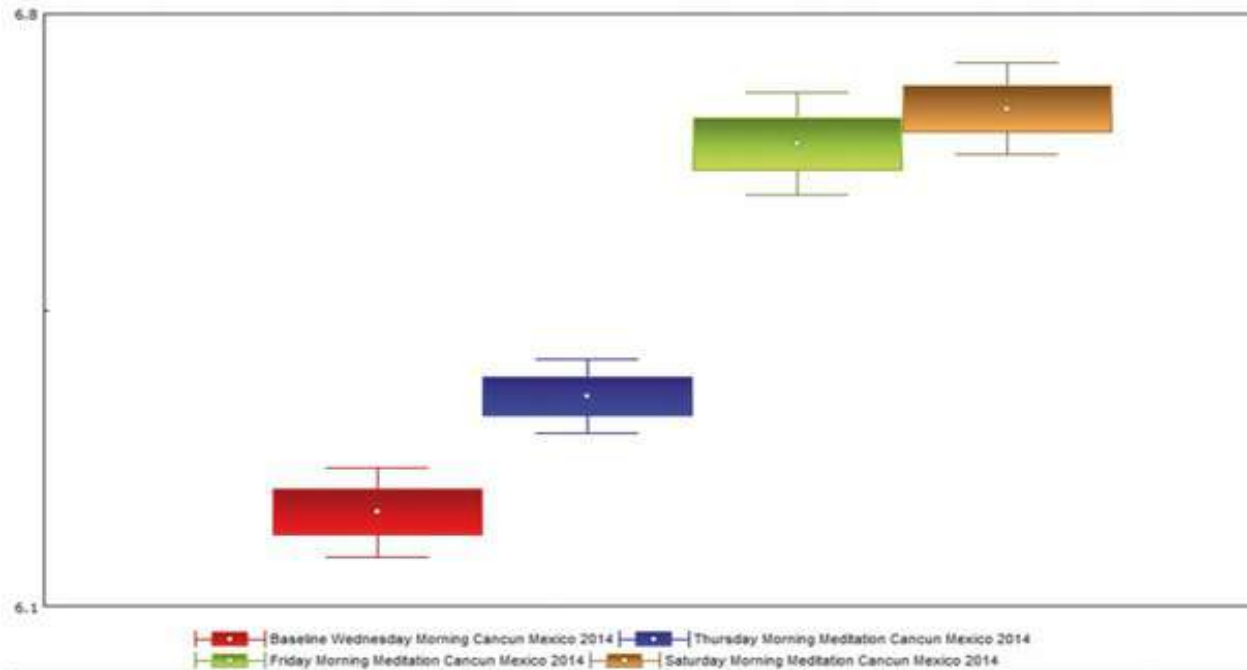 6.8
6.1
Baseline Wednesday Morning Cancun Mexico 2014 Thursday Morning Meditation Cancun Mexico 2014
Friday Morning Meditation Cancun Mexico 2014 Saturday Morning Meditation Cancun Mexico 2014